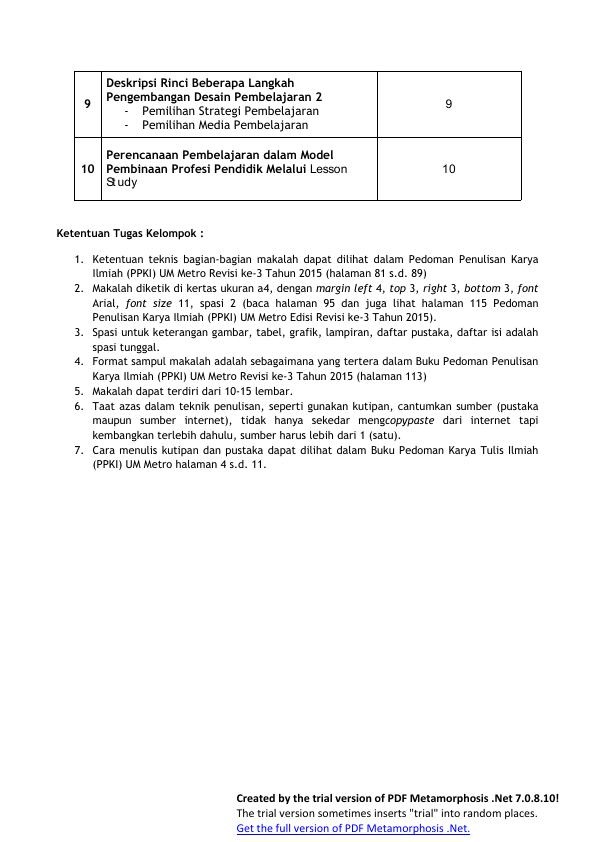 Deskripsi Rinci Beberapa Langkah
9 Pengembangan Desain Pembelajaran 2 9
- Pemilihan Strategi Pembelajaran
- Pemilihan Media Pembelajaran
Perencanaan Pembelajaran dalam Model
10 Pembinaan Profesi Pendidik Melalui Lesson 10
Study
Ketentuan Tugas Kelompok :
1. Ketentuan teknis bagian-bagian makalah dapat dilihat dalam Pedoman Penulisan Karya
Ilmiah (PPKI) UM Metro Revisi ke-3 Tahun 2015 (halaman 81 s.d. 89)
2. Makalah diketik di kertas ukuran a4, dengan margin left 4, top 3, right 3, bottom 3, font
Arial, font size 11, spasi 2 (baca halaman 95 dan juga lihat halaman 115 Pedoman
Penulisan Karya Ilmiah (PPKI) UM Metro Edisi Revisi ke-3 Tahun 2015).
3. Spasi untuk keterangan gambar, tabel, grafik, lampiran, daftar pustaka, daftar isi adalah
spasi tunggal.
4. Format sampul makalah adalah sebagaimana yang tertera dalam Buku Pedoman Penulisan
Karya Ilmiah (PPKI) UM Metro Revisi ke-3 Tahun 2015 (halaman 113)
5. Makalah dapat terdiri dari 10-15 lembar.
6. Taat azas dalam teknik penulisan, seperti gunakan kutipan, cantumkan sumber (pustaka
maupun sumber internet), tidak hanya sekedar mengcopypaste dari internet tapi
kembangkan terlebih dahulu, sumber harus lebih dari 1 (satu).
7. Cara menulis kutipan dan pustaka dapat dilihat dalam Buku Pedoman Karya Tulis Ilmiah
(PPKI) UM Metro halaman 4 s.d. 11.
Created by the trial version of PDF Metamorphosis .Net 7.0.8.10!
The trial version sometimes inserts "trial" into random places.
Get the full version of PDF Metamorphosis .Net.